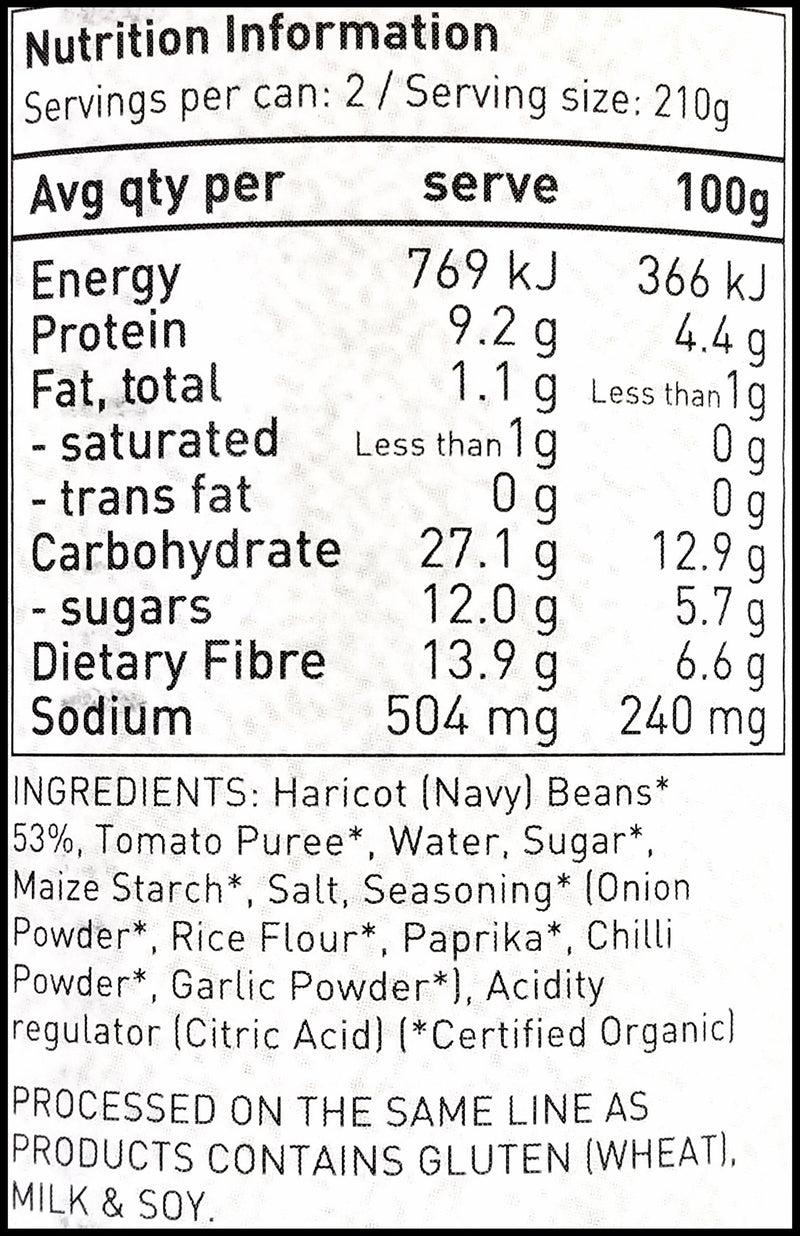 Nutrition Information
Servings per can: 2 / Serving size: 210g
Avg qty per serve 100g
Energy 769 kJ 366 kJ
Protein 9.2 g 4.4 g
Fat, total 1.1 g Less than 1g
- saturated Less than 1g 0 g
- trans fat 0 g 0 g
Carbohydrate 27.1 g 12.9 g
- sugars 12.0 g 5.7 g
Dietary Fibre 13.9 g 6.6 g
Sodium 504 mg 240 mg
INGREDIENTS: Haricot (Navy) Beans*
53%, Tomato Puree*, Water, Sugar*,
Maize Starch*, Salt, Seasoning* (Onion
Powder*, Rice Flour*, Paprika*, Chilli
Powder*, Garlic Powder*), Acidity
regulator (Citric Acid) (*Certified Organic)
PROCESSED ON THE SAME LINE AS
PRODUCTS CONTAINS GLUTEN (WHEAT),
MILK & SOY.